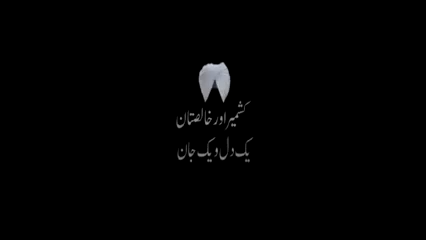 کشمیر اور خالصتان
یک دل و یک جان